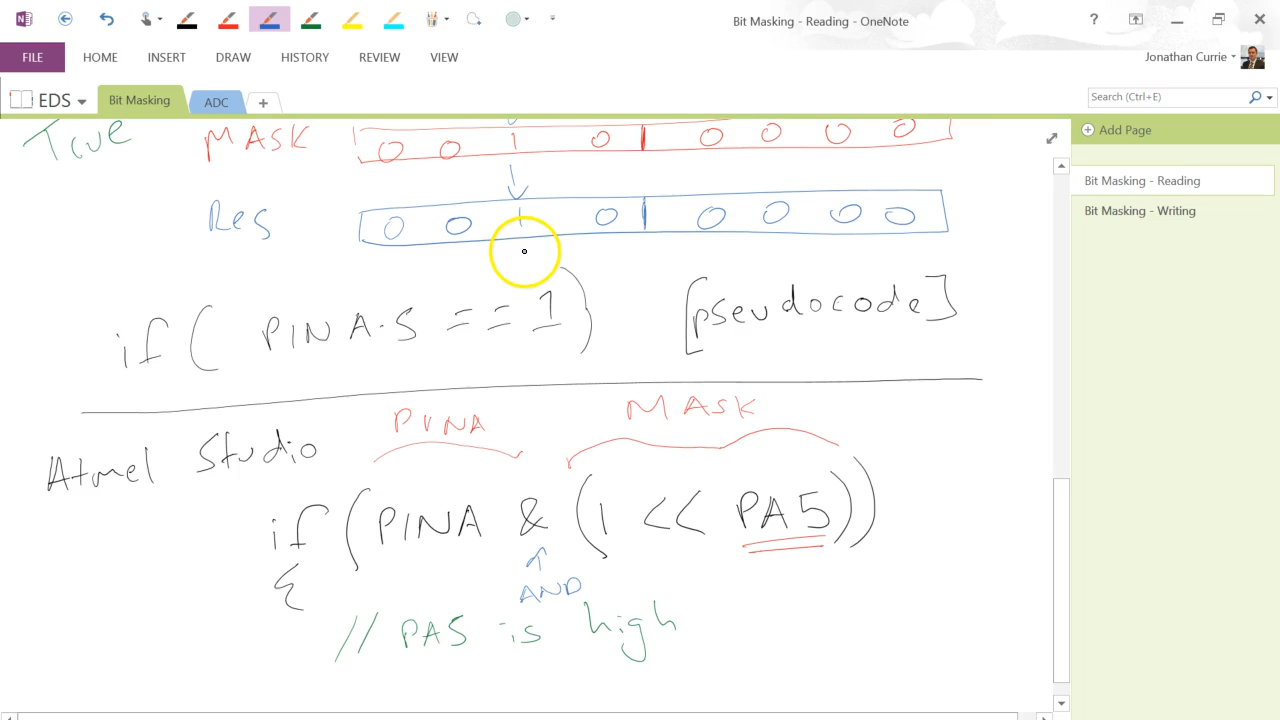 Bit Masking - Reading - OneNote
FILE HOME INSERT DRAW HISTORY REVIEW VIEW
Jonathan Currie
EDS Bit Masking ADC
Search (Ctrl+E)
Add Page
Bit Masking - Reading
Bit Masking - Writing
True MASK 0 0 1 0 0 0 0 0
Res 0 0 1 0 0 0 0 0
if( PINA.5 == 1) [pseudocode]
PINA MASK
Atmel Studio
if (PINA & (1 << PA5))
{
AND
// PA5 is high